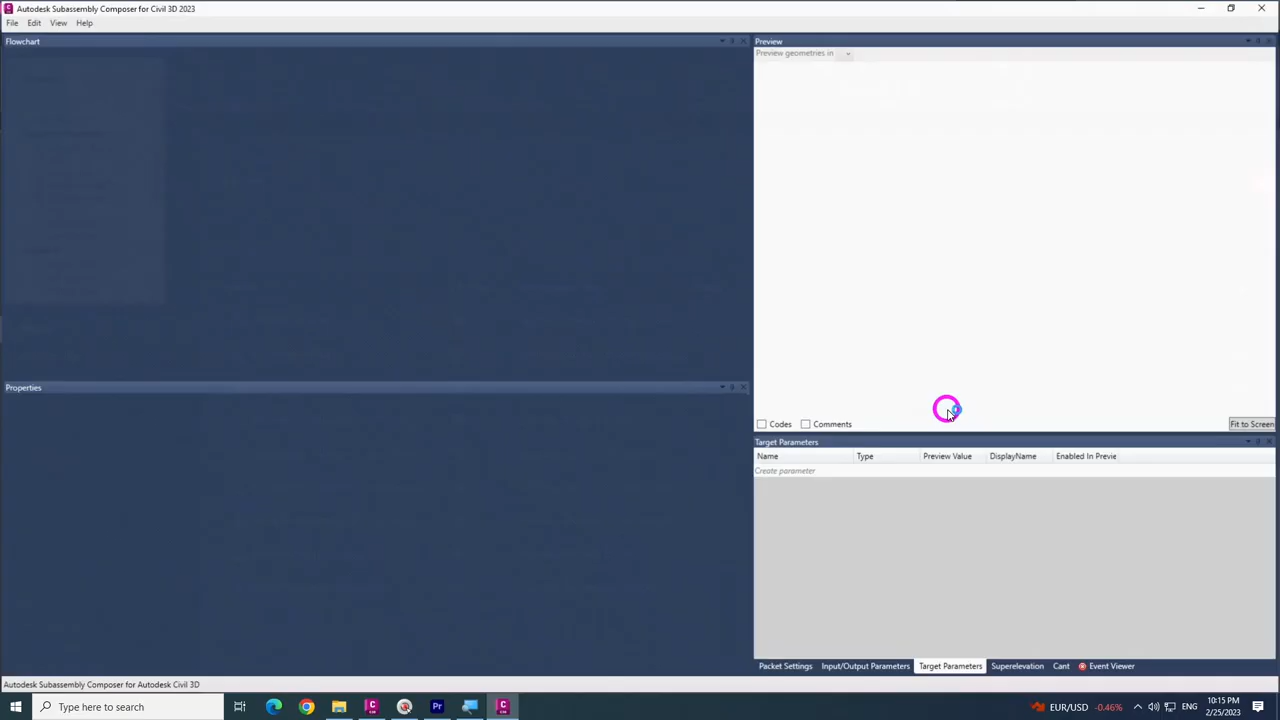 Autodesk Subassembly Composer for Civil 3D 2023
File Edit View Help
Flowchart
Preview
Preview geometries in
Properties
Codes Comments
Fit to Screen
Target Parameters
Name Type Preview Value DisplayName Enabled In Previe
Create parameter
Packet Settings Input/Output Parameters Target Parameters Superelevation Cant Event Viewer
Autodesk Subassembly Composer for Autodesk Civil 3D
Type here to search
EUR/USD -0.46%
ENG
10:15 PM
2/25/2023